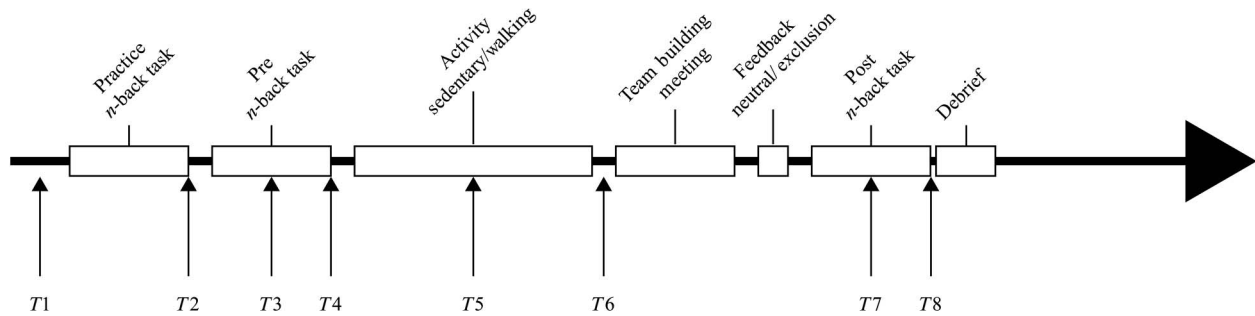 Practice
n-back task
Pre
n-back task
Activity
sedentary/walking
Team building
meeting
Feedback
neutral/ exclusion
Post
n-back task
Debrief
T1
T2
T3
T4
T5
T6
T7
T8